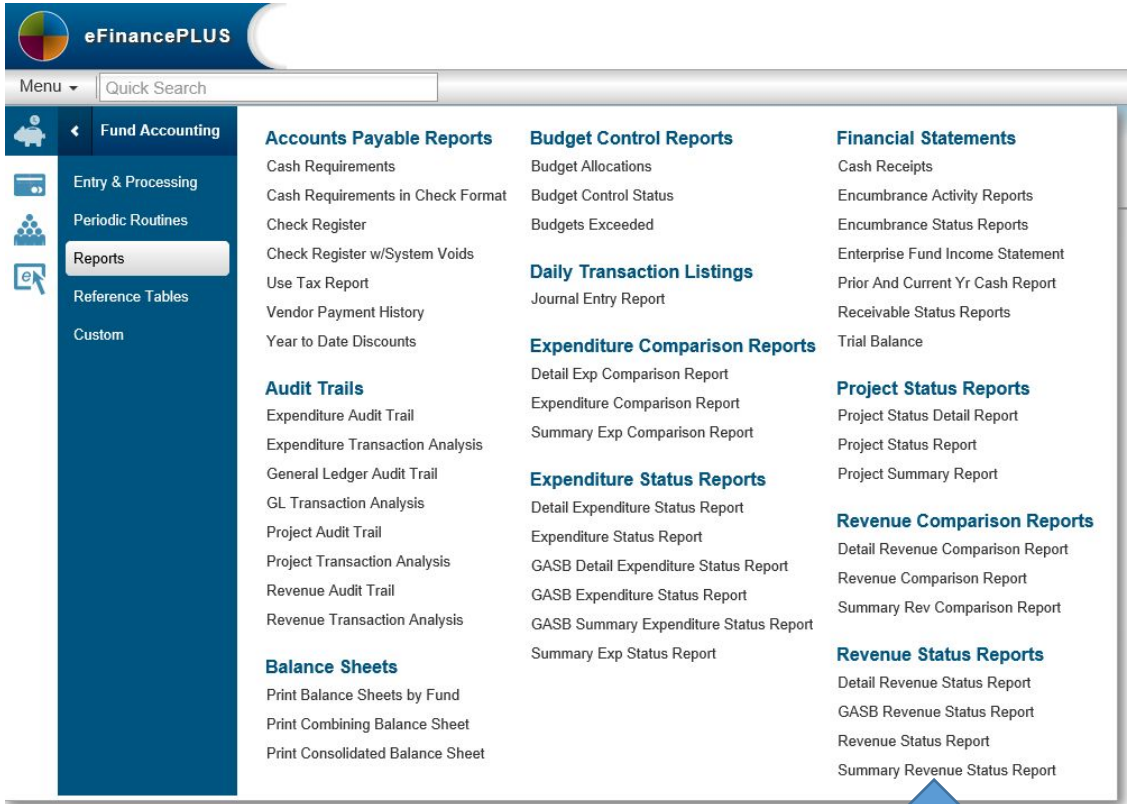 eFinancePLUS
Menu
Quick Search
Fund Accounting
Entry & Processing
Periodic Routines
Reports
Reference Tables
Custom
Accounts Payable Reports
Cash Requirements
Cash Requirements in Check Format
Check Register
Check Register w/System Voids
Use Tax Report
Vendor Payment History
Year to Date Discounts
Audit Trails
Expenditure Audit Trail
Expenditure Transaction Analysis
General Ledger Audit Trail
GL Transaction Analysis
Project Audit Trail
Project Transaction Analysis
Revenue Audit Trail
Revenue Transaction Analysis
Balance Sheets
Print Balance Sheets by Fund
Print Combining Balance Sheet
Print Consolidated Balance Sheet
Budget Control Reports
Budget Allocations
Budget Control Status
Budgets Exceeded
Daily Transaction Listings
Journal Entry Report
Expenditure Comparison Reports
Detail Exp Comparison Report
Expenditure Comparison Report
Summary Exp Comparison Report
Expenditure Status Reports
Detail Expenditure Status Report
Expenditure Status Report
GASB Detail Expenditure Status Report
GASB Expenditure Status Report
GASB Summary Expenditure Status Report
Summary Exp Status Report
Financial Statements
Cash Receipts
Encumbrance Activity Reports
Encumbrance Status Reports
Enterprise Fund Income Statement
Prior And Current Yr Cash Report
Receivable Status Reports
Trial Balance
Project Status Reports
Project Status Detail Report
Project Status Report
Project Summary Report
Revenue Comparison Reports
Detail Revenue Comparison Report
Revenue Comparison Report
Summary Rev Comparison Report
Revenue Status Reports
Detail Revenue Status Report
GASB Revenue Status Report
Revenue Status Report
Summary Revenue Status Report